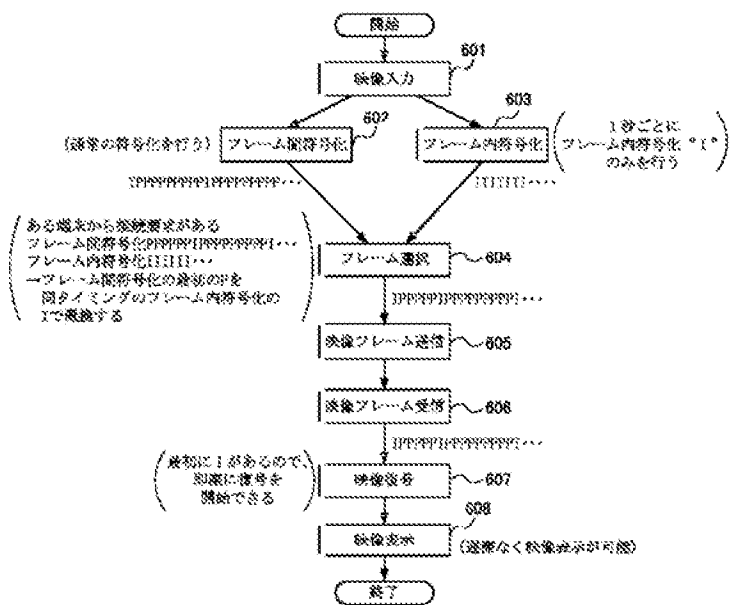 開始
601
映像入力
602
603
(通常の符号化を行う)
フレーム間符号化
フレーム内符号化
1秒ごとに
フレーム内符号化“I”
のみを行う
ある端末から接続要求がある
フレーム間符号化PPPPPIPPPPPPPPI・・・
フレーム内符号化IIIIII・・・
→フレーム間符号化の最初のPを
同タイミングのフレーム内符号化の
Iで置換する
フレーム選択
604
映像フレーム送信
605
映像フレーム受信
606
最初にIがあるので、
即座に復号を
開始できる
映像復号
607
608
映像表示
(遅滞なく映像表示が可能)
終了